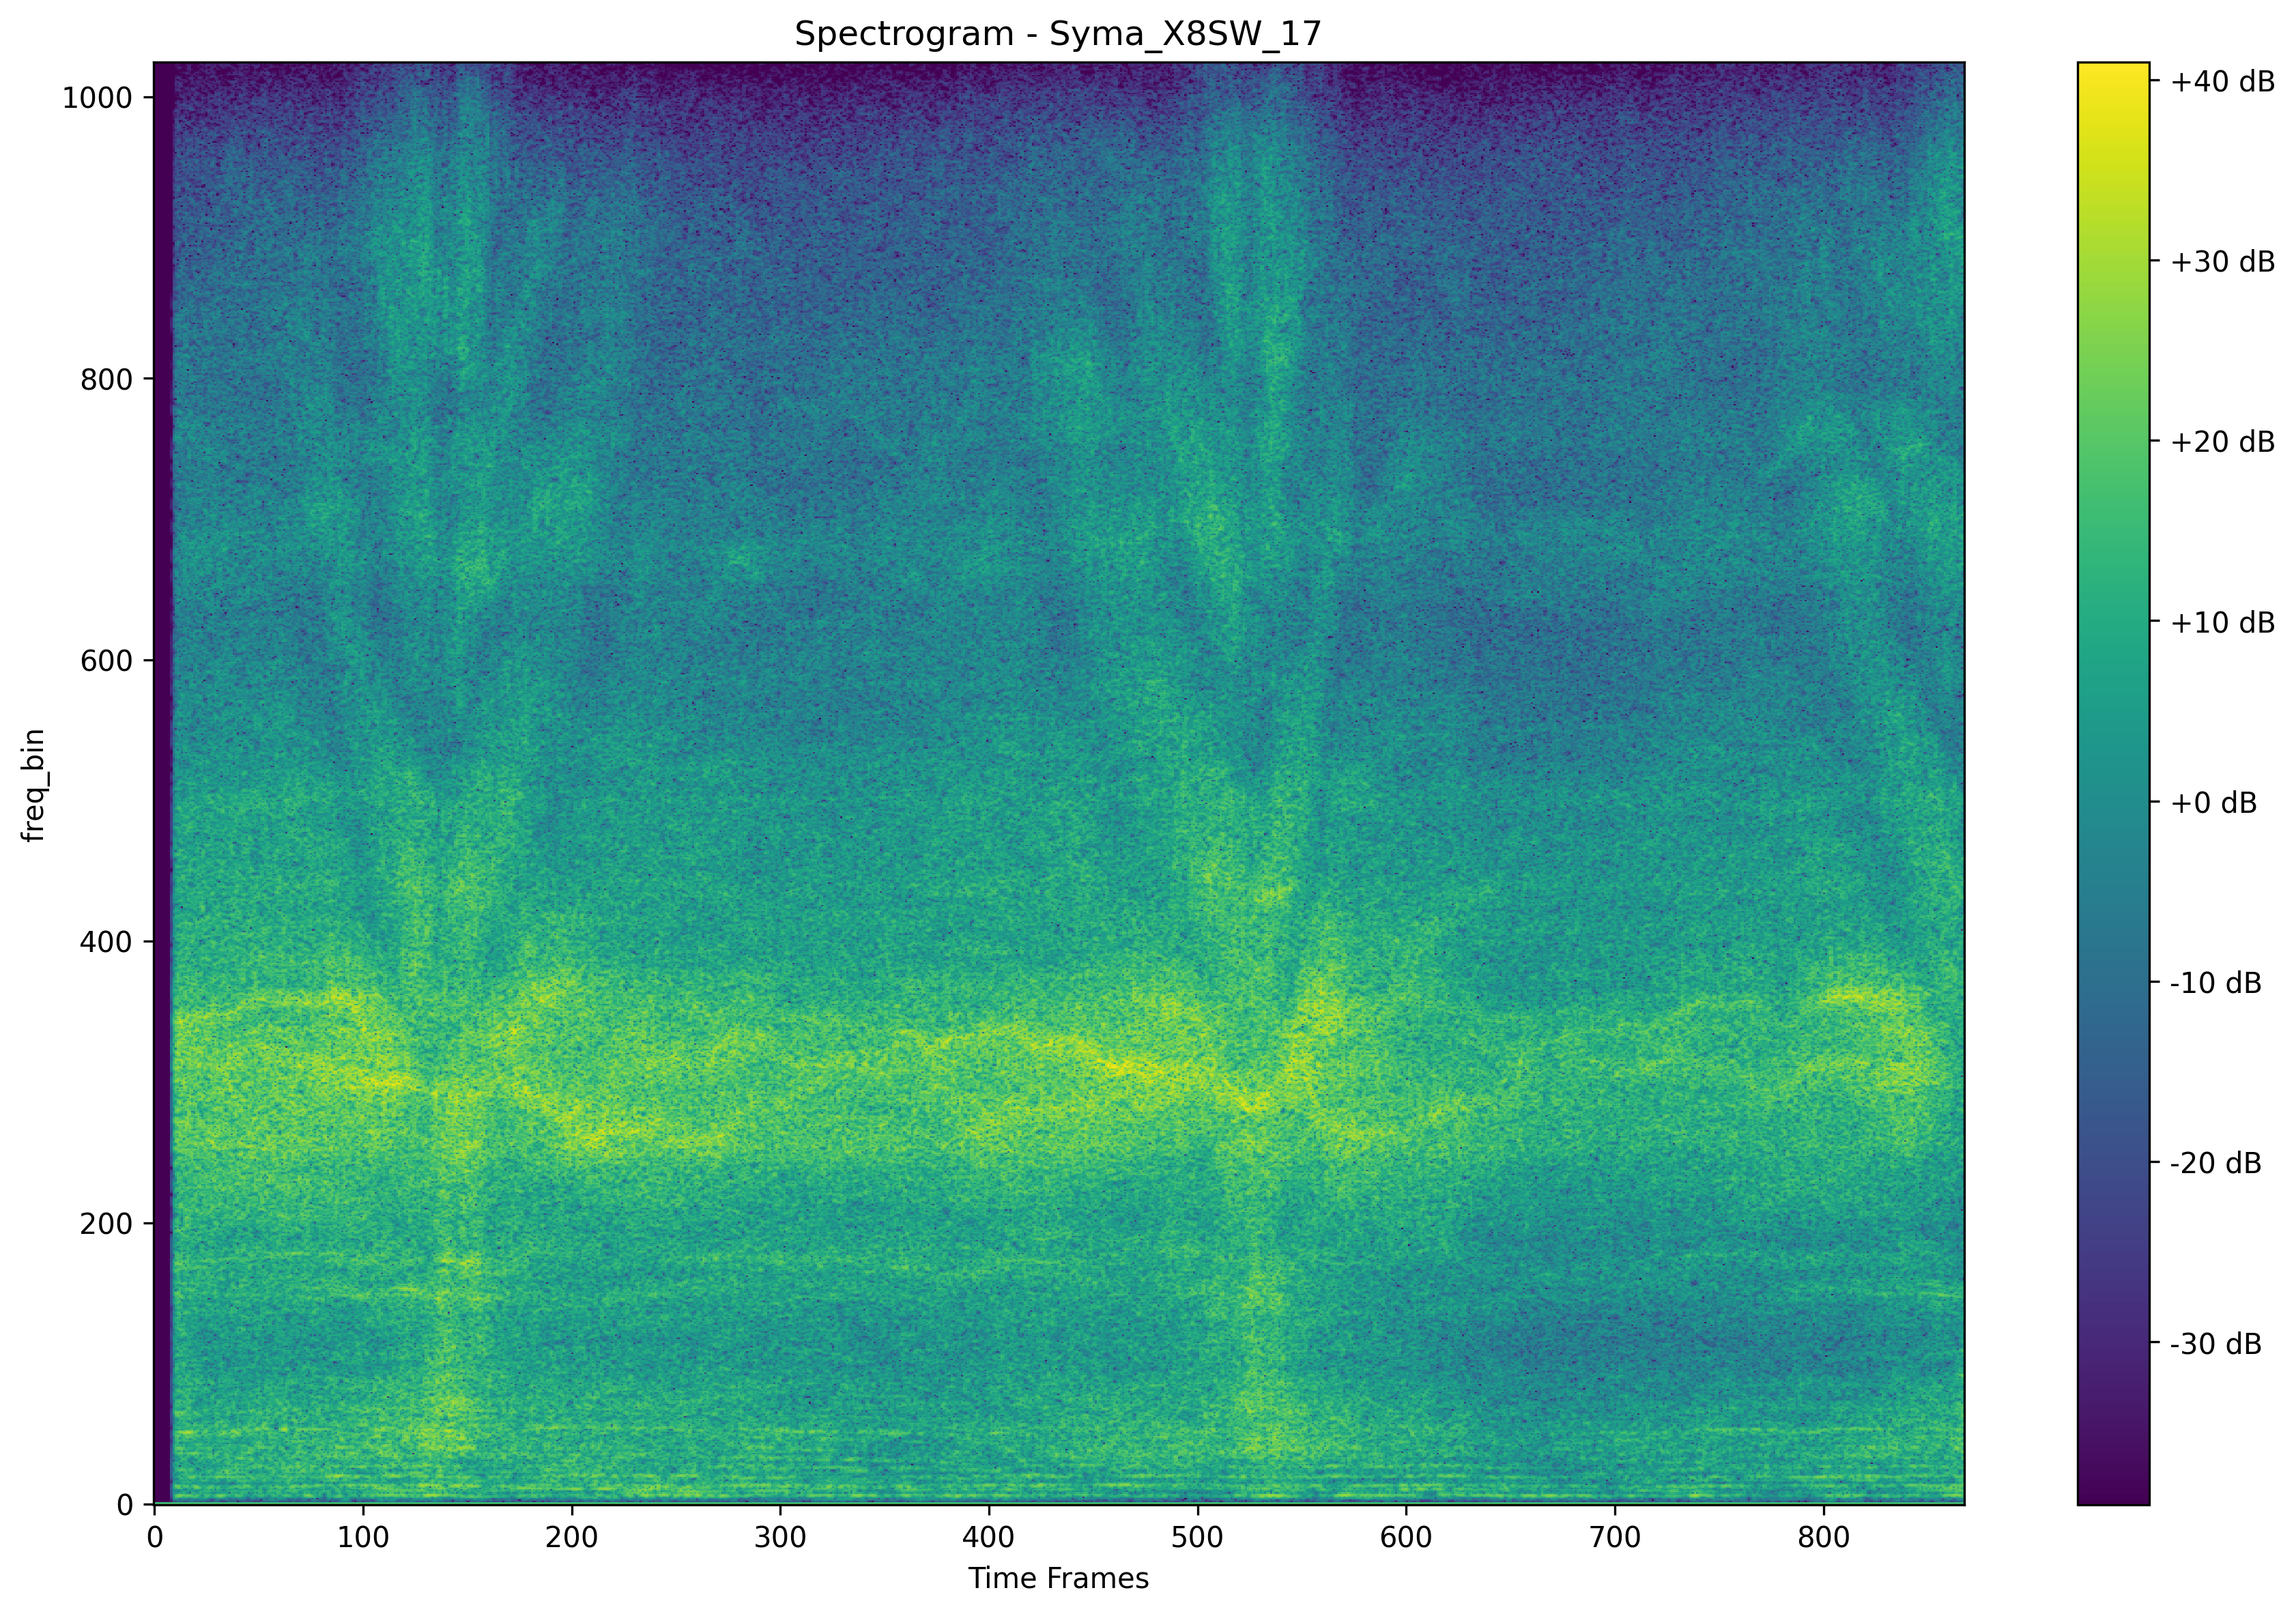 Spectrogram - Syma_X8SW_17
1000
800
600
400
200
0
freq_bin
0 100 200 300 400 500 600 700 800
Time Frames
+40 dB
+30 dB
+20 dB
+10 dB
+0 dB
-10 dB
-20 dB
-30 dB